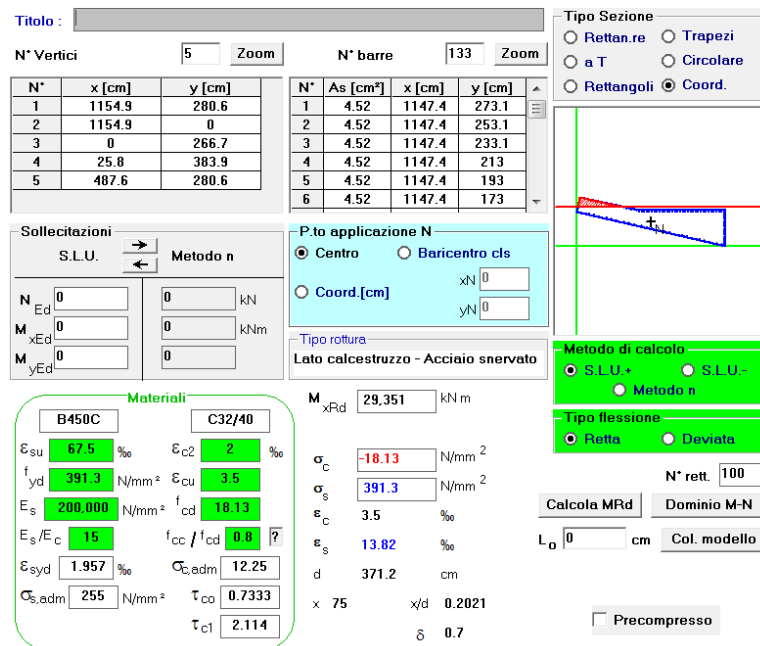 Titolo :
N° Vertici 5 Zoom N° barre 133 Zoom
N° x [cm] y [cm]
1 1154.9 280.6
2 1154.9 0
3 0 266.7
4 25.8 383.9
5 487.6 280.6
N° As [cm²] x [cm] y [cm]
1 4.52 1147.4 273.1
2 4.52 1147.4 253.1
3 4.52 1147.4 233.1
4 4.52 1147.4 213
5 4.52 1147.4 193
6 4.52 1147.4 173
Tipo Sezione
Rettan.re Trapezi
a T Circolare
Rettangoli Coord.
N
Sollecitazioni
S.L.U. Metodo n
N Ed 0 0 kN
M xEd 0 0 kNm
M yEd 0 0
P.to applicazione N
Centro Baricentro cls
Coord.[cm] xN 0
yN 0
Tipo rottura
Lato calcestruzzo - Acciaio snervato
Metodo di calcolo
S.L.U.+ S.L.U.-
Metodo n
Tipo flessione
Retta Deviata
N° rett. 100
Calcola MRd Dominio M-N
L0 0 cm Col. modello
Precompresso
Materiali
B450C C32/40
εsu 67.5 ‰ εc2 2 ‰
fyd 391.3 N/mm² εcu 3.5
Es 200,000 N/mm² fcd 18.13
Es/Ec 15 fcc / fcd 0.8 ?
εsyd 1.957 ‰ σc,adm 12.25
σs,adm 255 N/mm² τco 0.7333
τc1 2.114
M xRd 29,351 kN m
σc -18.13 N/mm²
σs 391.3 N/mm²
εc 3.5 ‰
εs 13.82 ‰
d 371.2 cm
x 75 x/d 0.2021
δ 0.7